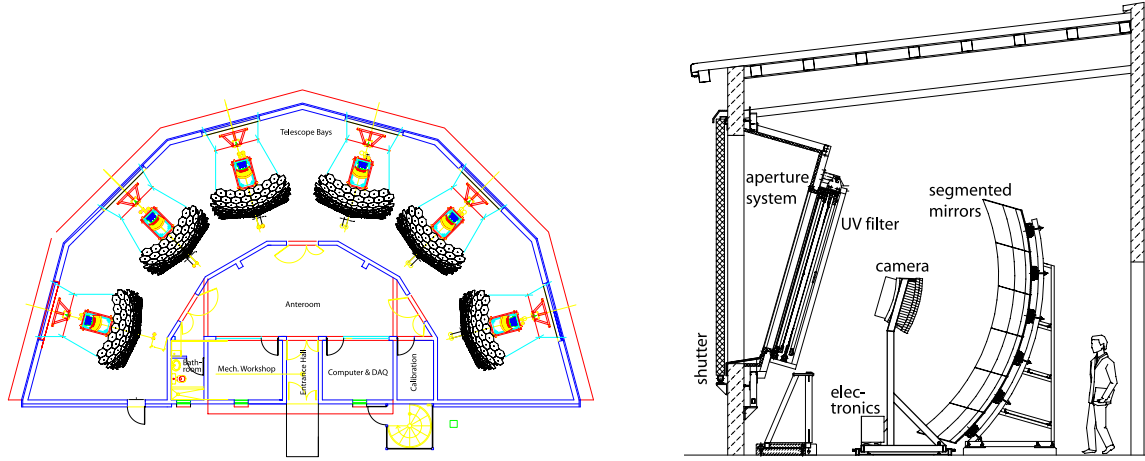 Telescope Bays
Anteroom
Bath-
room
Mech. Workshop
Entrance Hall
Computer & DAQ
Calibration
aperture
system
UV filter
segmented
mirrors
camera
shutter
elec-
tronics